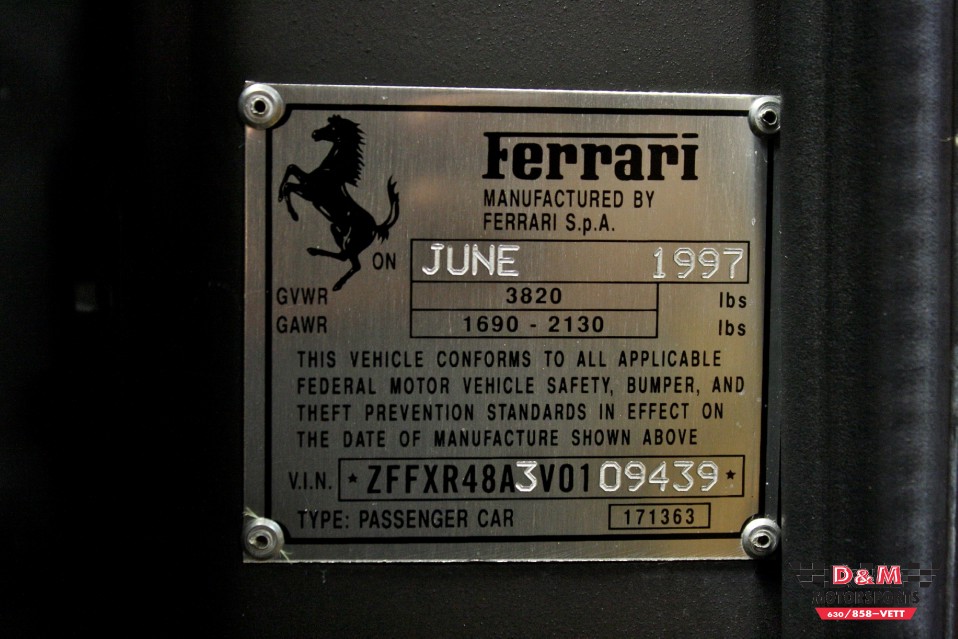 Ferrari
MANUFACTURED BY
FERRARI S.p.A.
ON JUNE 1997
GVWR 3820 lbs
GAWR 1690 - 2130 lbs
THIS VEHICLE CONFORMS TO ALL APPLICABLE
FEDERAL MOTOR VEHICLE SAFETY, BUMPER, AND
THEFT PREVENTION STANDARDS IN EFFECT ON
THE DATE OF MANUFACTURE SHOWN ABOVE
V.I.N. ★ZFFXR48A3V0109439★
TYPE: PASSENGER CAR 171363
D&M
MOTORSPORTS
630/858-VETT